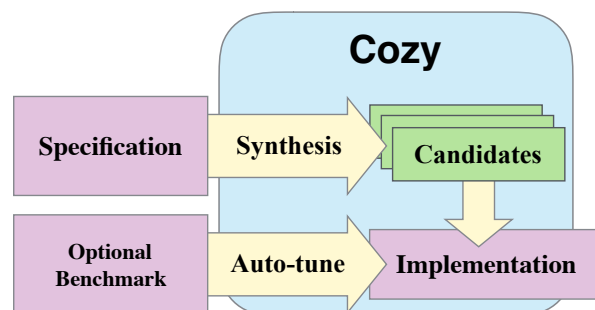 Cozy
Specification
Synthesis
Candidates
Optional
Benchmark
Auto-tune
Implementation